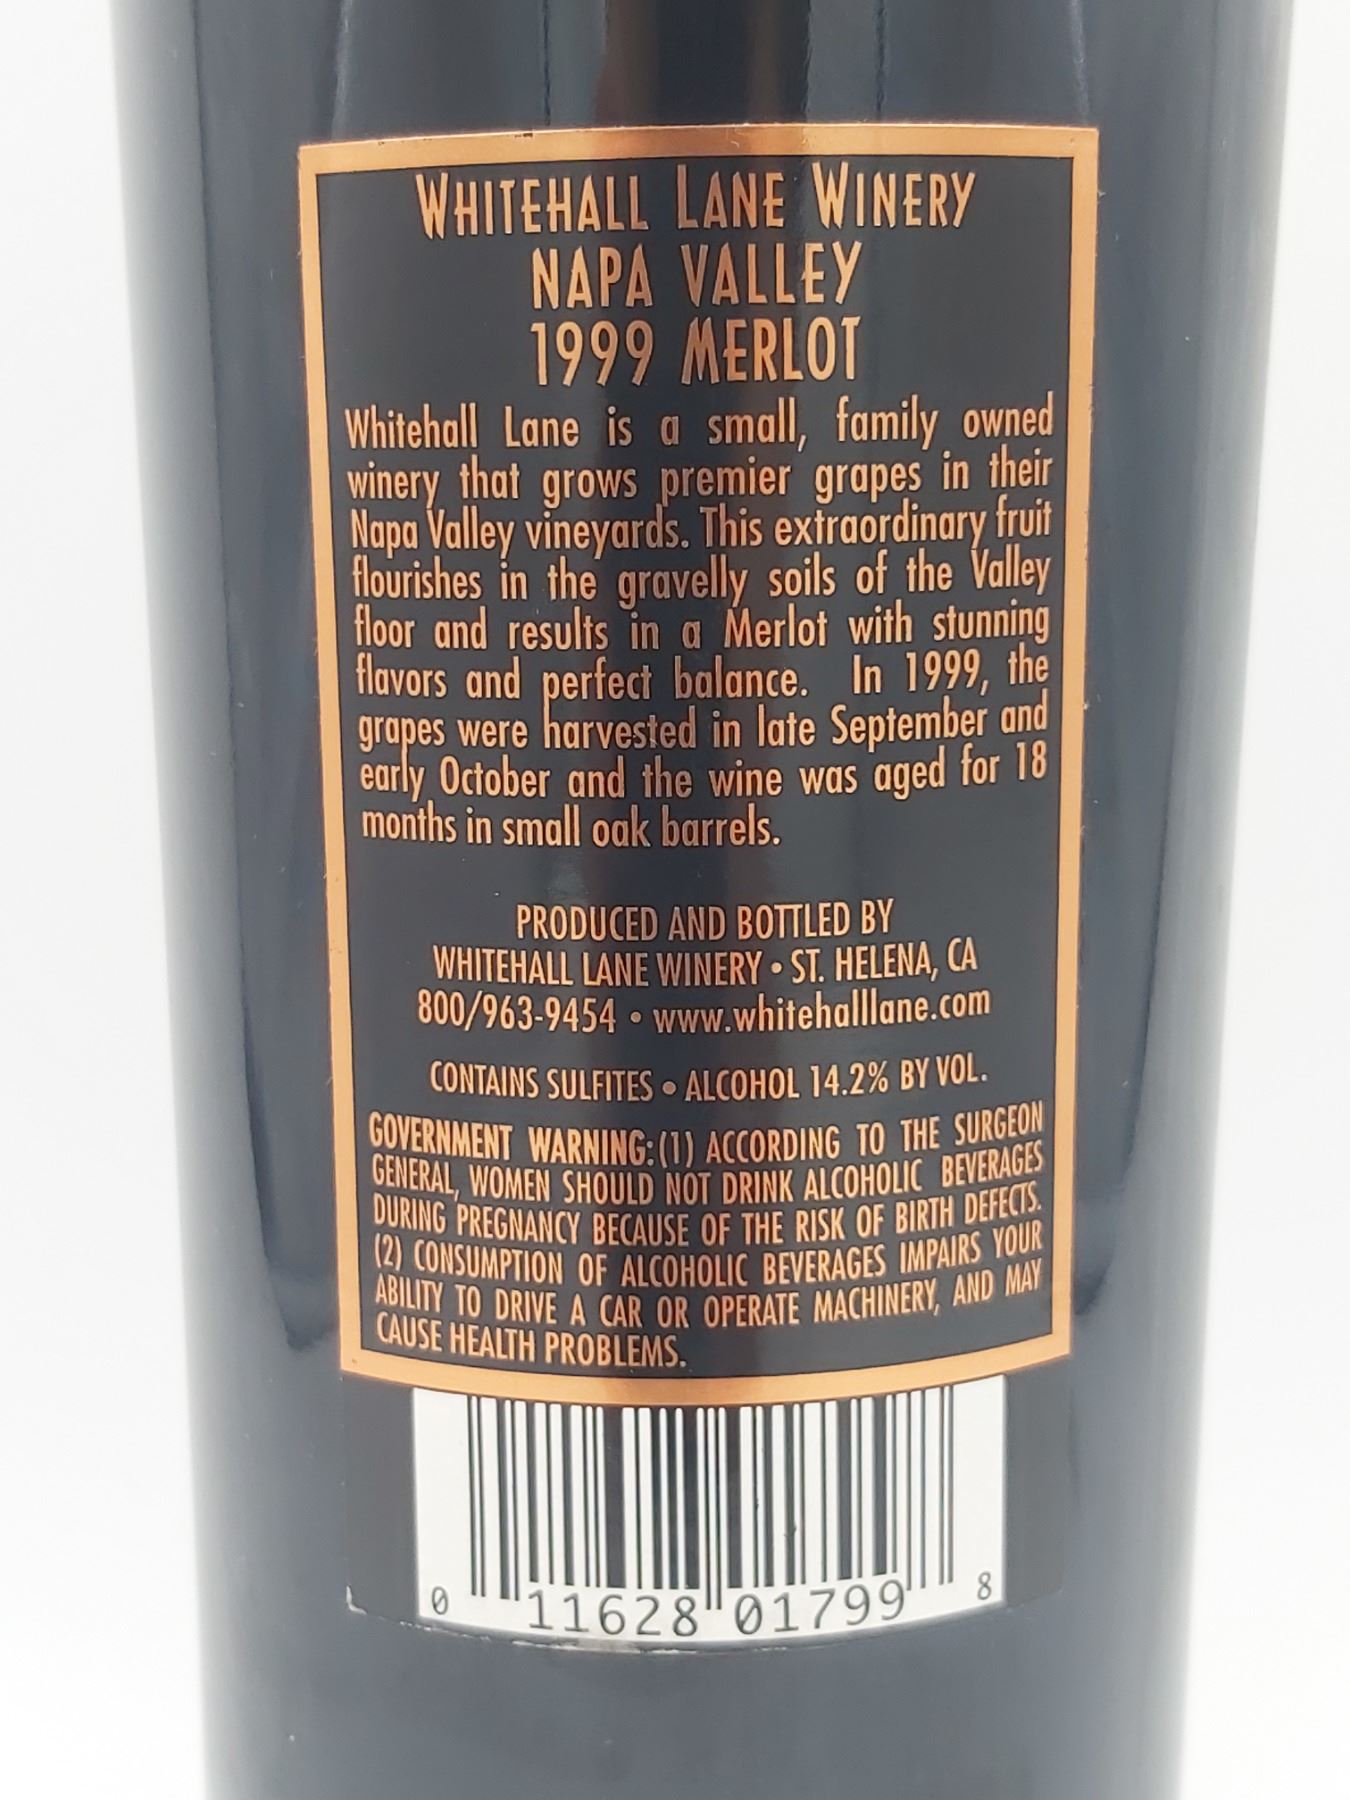 WHITEHALL LANE WINERY
NAPA VALLEY
1999 MERLOT
Whitehall Lane is a small, family owned
winery that grows premier grapes in their
Napa Valley vineyards. This extraordinary fruit
flourishes in the gravelly soils of the Valley
floor and results in a Merlot with stunning
flavors and perfect balance. In 1999, the
grapes were harvested in late September and
early October and the wine was aged for 18
months in small oak barrels.
PRODUCED AND BOTTLED BY
WHITEHALL LANE WINERY • ST. HELENA, CA
800/963-9454 • www.whitehalllane.com
CONTAINS SULFITES • ALCOHOL 14.2% BY VOL.
GOVERNMENT WARNING:(1) ACCORDING TO THE SURGEON
GENERAL, WOMEN SHOULD NOT DRINK ALCOHOLIC BEVERAGES
DURING PREGNANCY BECAUSE OF THE RISK OF BIRTH DEFECTS.
(2) CONSUMPTION OF ALCOHOLIC BEVERAGES IMPAIRS YOUR
ABILITY TO DRIVE A CAR OR OPERATE MACHINERY, AND MAY
CAUSE HEALTH PROBLEMS.
0 11628 01799 8